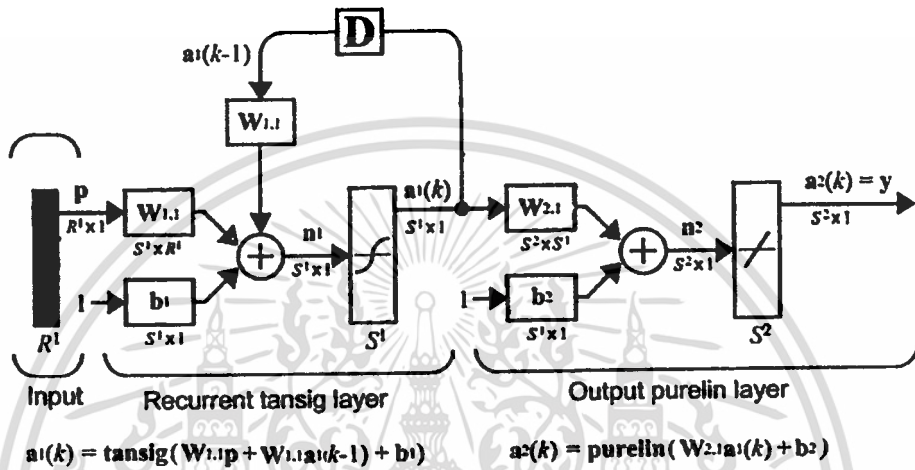 D
a1(k-1)
W1,1
p
R1x1
W1,1
S1xR1
n1
S1x1
a1(k)
S1x1
1
b1
S1x1
R1
S1
W2,1
S2xS1
n2
S2x1
a2(k) = y
S2x1
1
b2
S1x1
S2
Input
Recurrent tansig layer
Output purelin layer
a1(k) = tansig(W1,1p + W1,1a1(k-1) + b1)
a2(k) = purelin(W2,1a1(k) + b2)